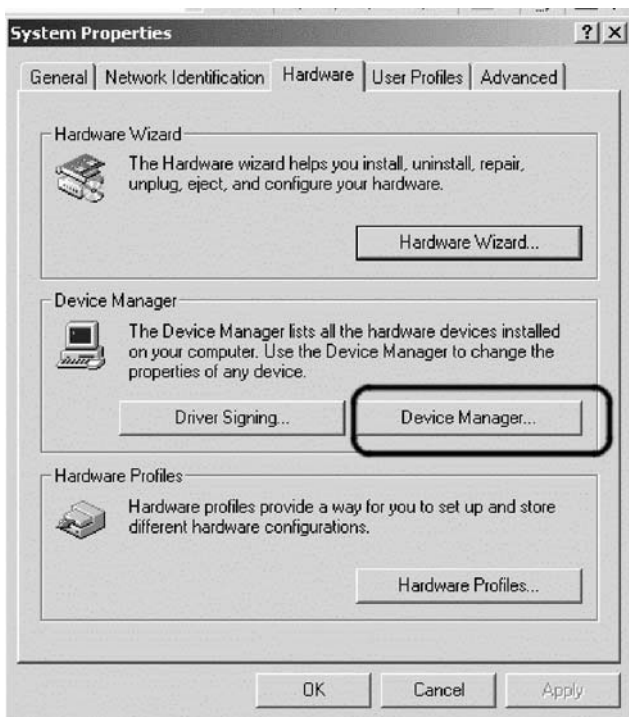 System Properties
General
Network Identification
Hardware
User Profiles
Advanced
Hardware Wizard
The Hardware wizard helps you install, uninstall, repair,
unplug, eject, and configure your hardware.
Hardware Wizard...
Device Manager
The Device Manager lists all the hardware devices installed
on your computer. Use the Device Manager to change the
properties of any device.
Driver Signing...
Device Manager...
Hardware Profiles
Hardware profiles provide a way for you to set up and store
different hardware configurations.
Hardware Profiles...
OK
Cancel
Apply